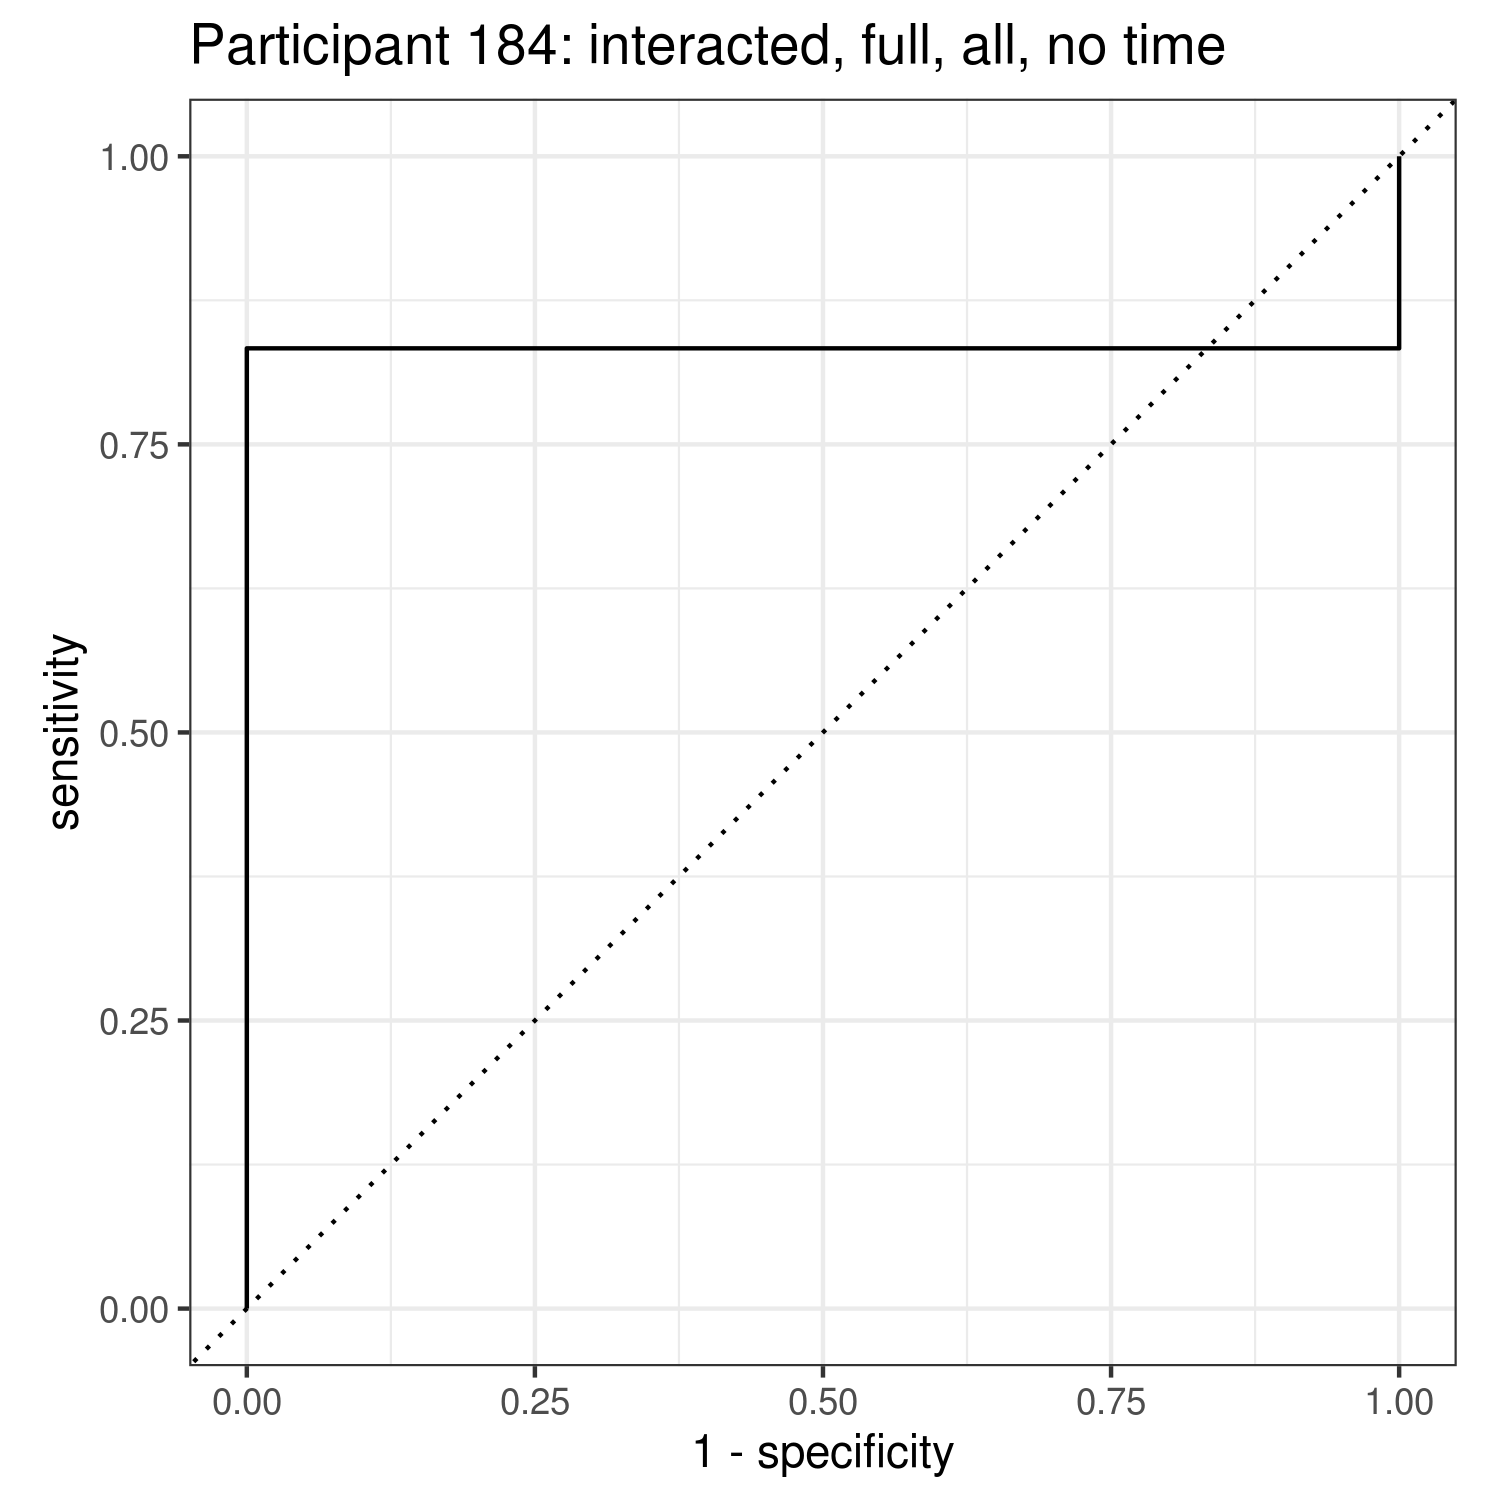 Participant 184: interacted, full, all, no time
1.00
0.75
0.50
0.25
0.00
sensitivity
0.00 0.25 0.50 0.75 1.00
1 - specificity